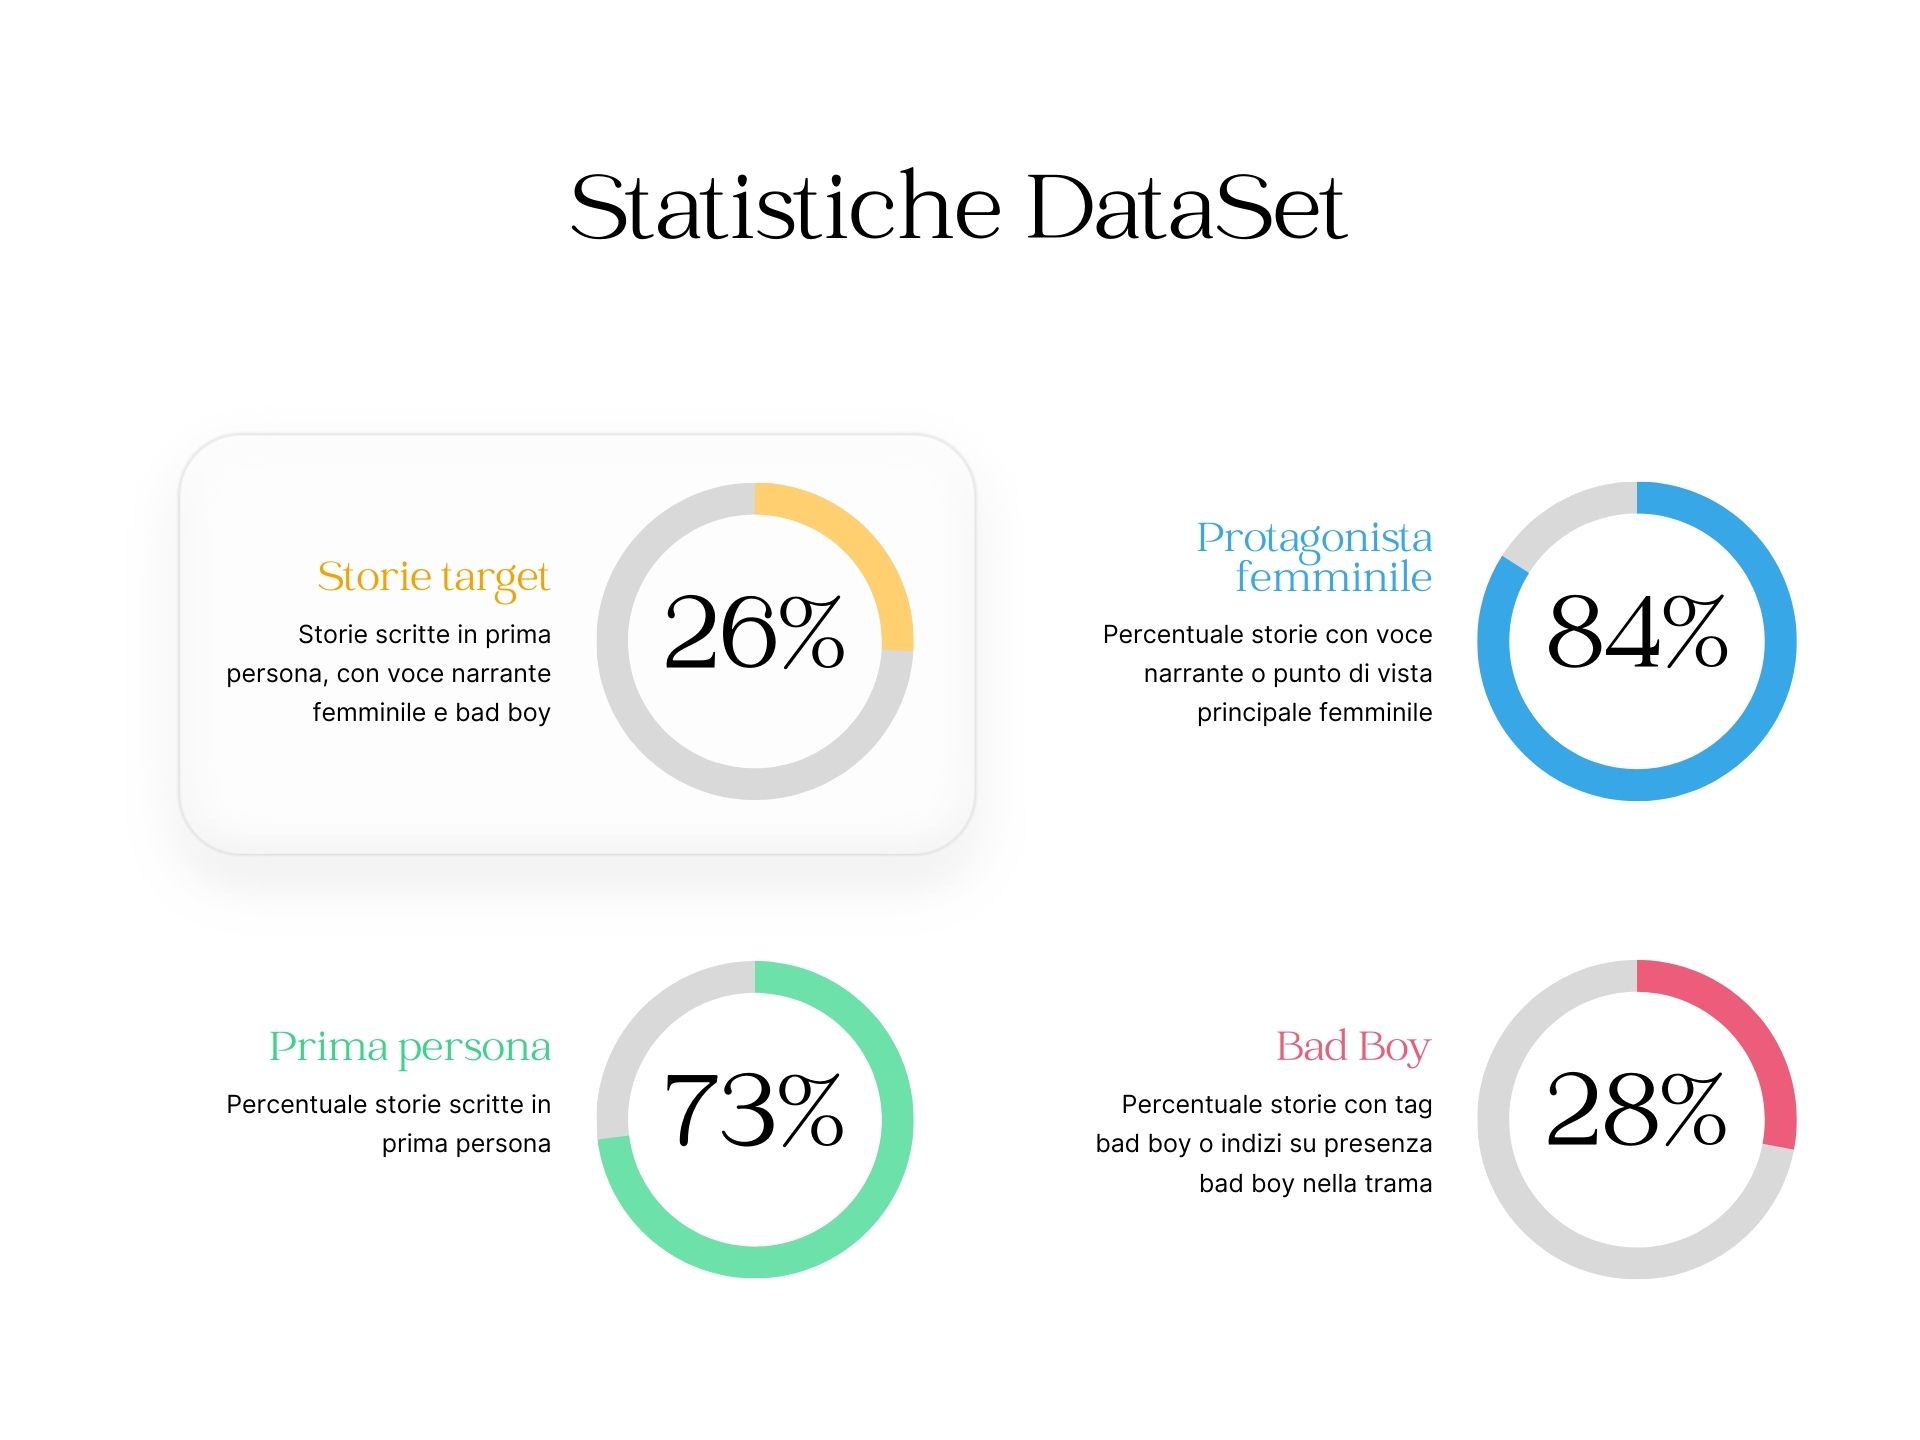 Statistiche DataSet
Storie target
Storie scritte in prima
persona, con voce narrante
femminile e bad boy
26%
Protagonista
femminile
Percentuale storie con voce
narrante o punto di vista
principale femminile
84%
Prima persona
Percentuale storie scritte in
prima persona
73%
Bad Boy
Percentuale storie con tag
bad boy o indizi su presenza
bad boy nella trama
28%